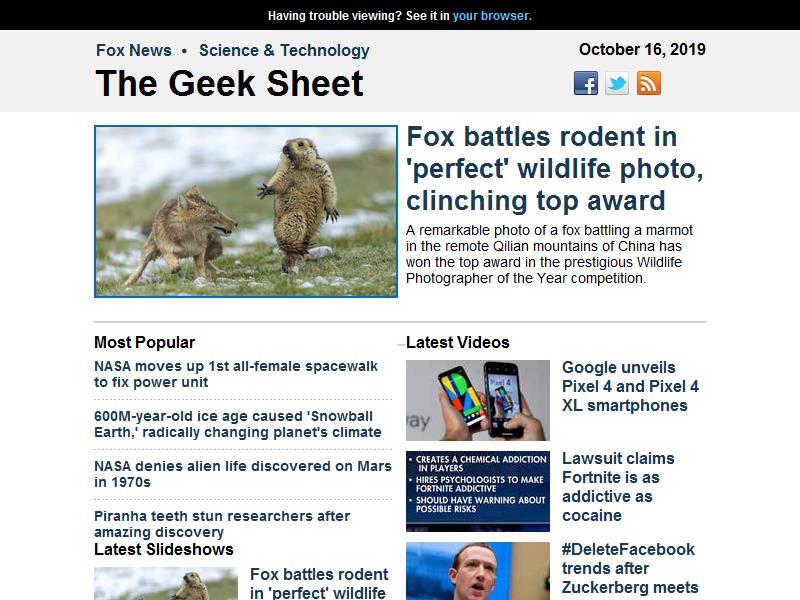 Having trouble viewing? See it in your browser.
Fox News • Science & Technology
October 16, 2019
The Geek Sheet
Fox battles rodent in
'perfect' wildlife photo,
clinching top award
A remarkable photo of a fox battling a marmot
in the remote Qilian mountains of China has
won the top award in the prestigious Wildlife
Photographer of the Year competition.
Most Popular
NASA moves up 1st all-female spacewalk
to fix power unit
600M-year-old ice age caused 'Snowball
Earth,' radically changing planet's climate
NASA denies alien life discovered on Mars
in 1970s
Piranha teeth stun researchers after
amazing discovery
Latest Slideshows
Fox battles rodent
in 'perfect' wildlife
Latest Videos
way
Pixel 4
Google unveils
Pixel 4 and Pixel 4
XL smartphones
• CREATES A CHEMICAL ADDICTION
IN PLAYERS
• HIRES PSYCHOLOGISTS TO MAKE
FORTNITE ADDICTIVE
• SHOULD HAVE WARNING ABOUT
POSSIBLE RISKS
Lawsuit claims
Fortnite is as
addictive as
cocaine
#DeleteFacebook
trends after
Zuckerberg meets